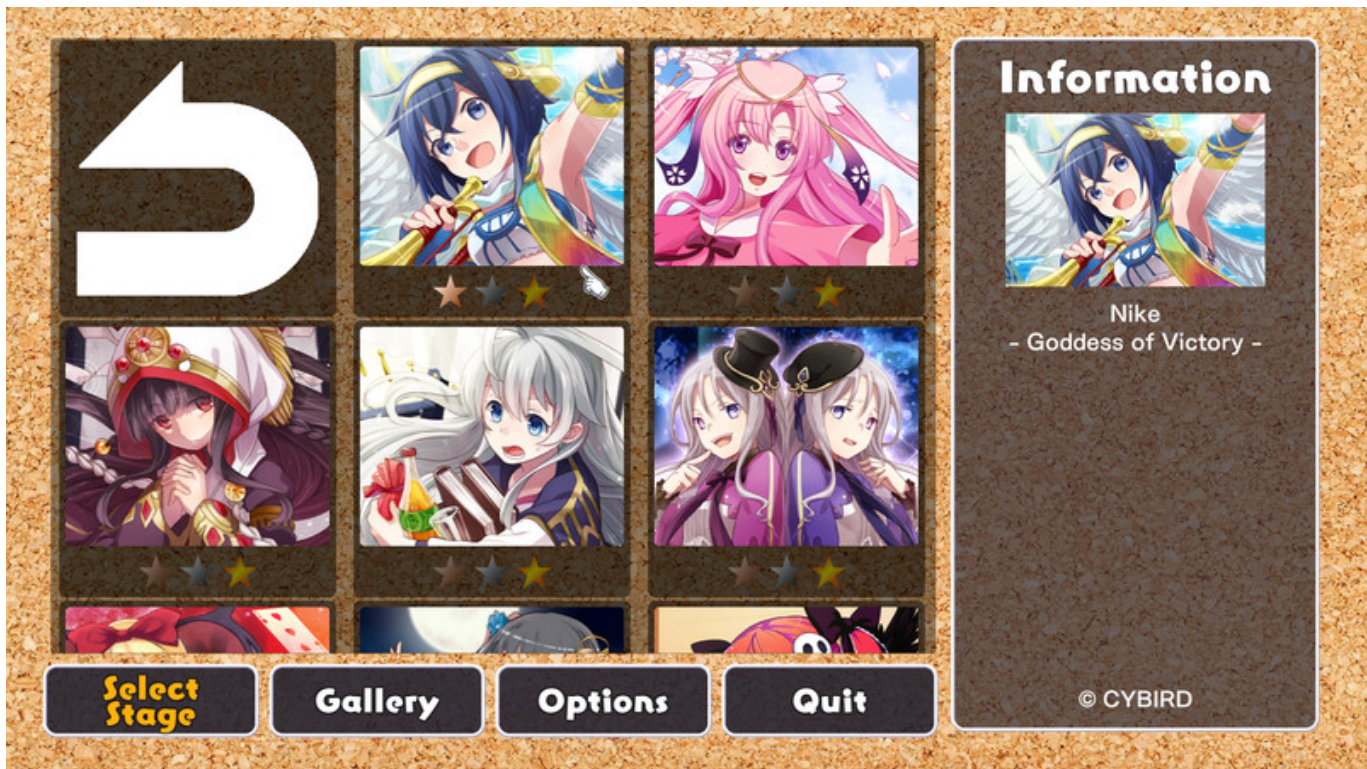 Information
Nike
- Goddess of Victory -
Select
Stage
Gallery
Options
Quit
© CYBIRD